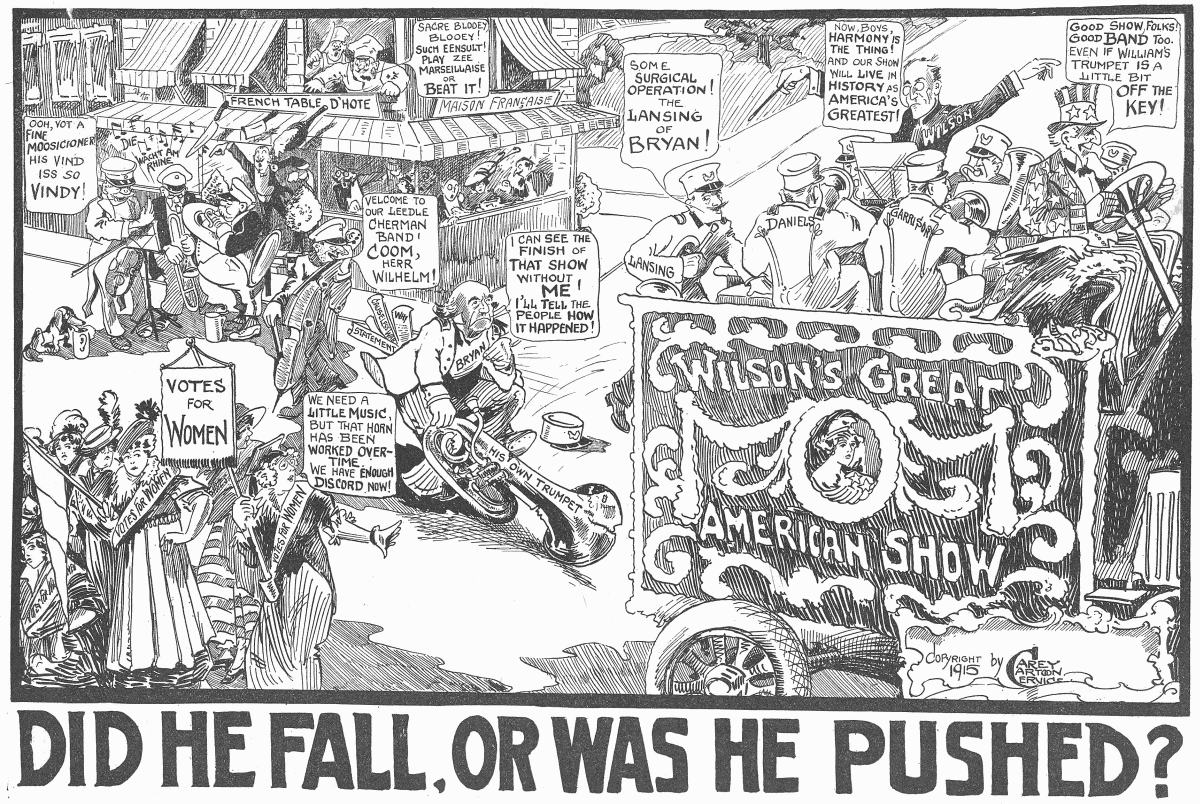 SACRE BLOOEY
BLOOEY!
SUCH EENSULT!
PLAY ZEE
MARSEILLAISE
OR
BEAT IT!
FRENCH TABLE D'HOTE
MAISON FRANÇAISE
OOH, VOT A
FINE
MOOSICIONER
HIS VIND
ISS SO
VINDY!
DIE
WACHT AM
RHINE
VELCOME TO
OUR LEEDLE
CHERMAN
BAND!
COOM,
HERR
WILHELM!
SOME
SURGICAL
OPERATION!
THE
LANSING
OF
BRYAN!
NOW, BOYS,
HARMONY IS
THE THING!
AND OUR SHOW
WILL LIVE IN
HISTORY AS
AMERICA'S
GREATEST!
WILSON
GOOD SHOW, FOLKS!
GOOD BAND TOO.
EVEN IF WILLIAM'S
TRUMPET IS A
LITTLE BIT
OFF THE
KEY!
LANSING
DANIELS
GARRISON
I CAN SEE THE
FINISH OF
THAT SHOW
WITHOUT
ME!
I'LL TELL THE
PEOPLE HOW
IT HAPPENED!
WHY
STATEMENT
BRYAN
HIS OWN TRUMPET
VOTES
FOR
WOMEN
VOTES FOR WOMEN
VOTES FOR WOMEN
WE NEED A
LITTLE MUSIC,
BUT THAT HORN
HAS BEEN
WORKED OVER-
TIME.
WE HAVE ENOUGH
DISCORD NOW!
WILSON'S GREAT
AMERICAN SHOW
COPYRIGHT
1915
by CAREY
CARTOON
SERVICE
DID HE FALL, OR WAS HE PUSHED?